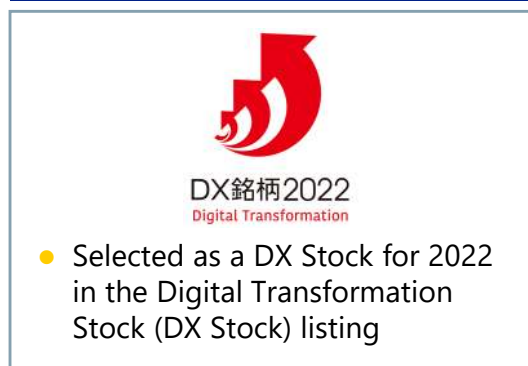 DX銘柄2022
Digital Transformation
Selected as a DX Stock for 2022
in the Digital Transformation
Stock (DX Stock) listing